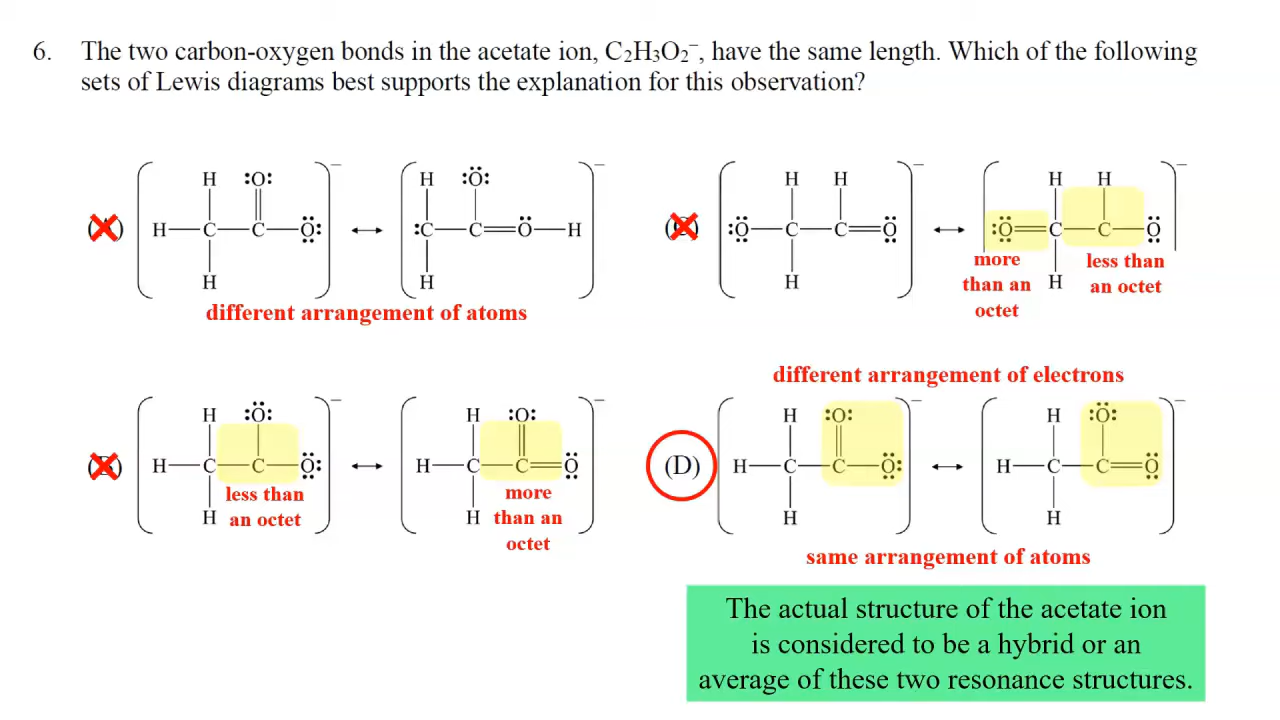 6. The two carbon-oxygen bonds in the acetate ion, C₂H₃O₂⁻, have the same length. Which of the following
sets of Lewis diagrams best supports the explanation for this observation?
H :O: H :Ö: H H H H
H C C O: :C C O H :O C C O :O C C O
H H H H
more less than
than an an octet
octet
different arrangement of atoms
different arrangement of electrons
H :Ö: H :O: H :O: H :Ö:
H C C O: H C C O (D) H C C O: H C C O
H H H H
less than
an octet
more
than an
octet
same arrangement of atoms
The actual structure of the acetate ion
is considered to be a hybrid or an
average of these two resonance structures.